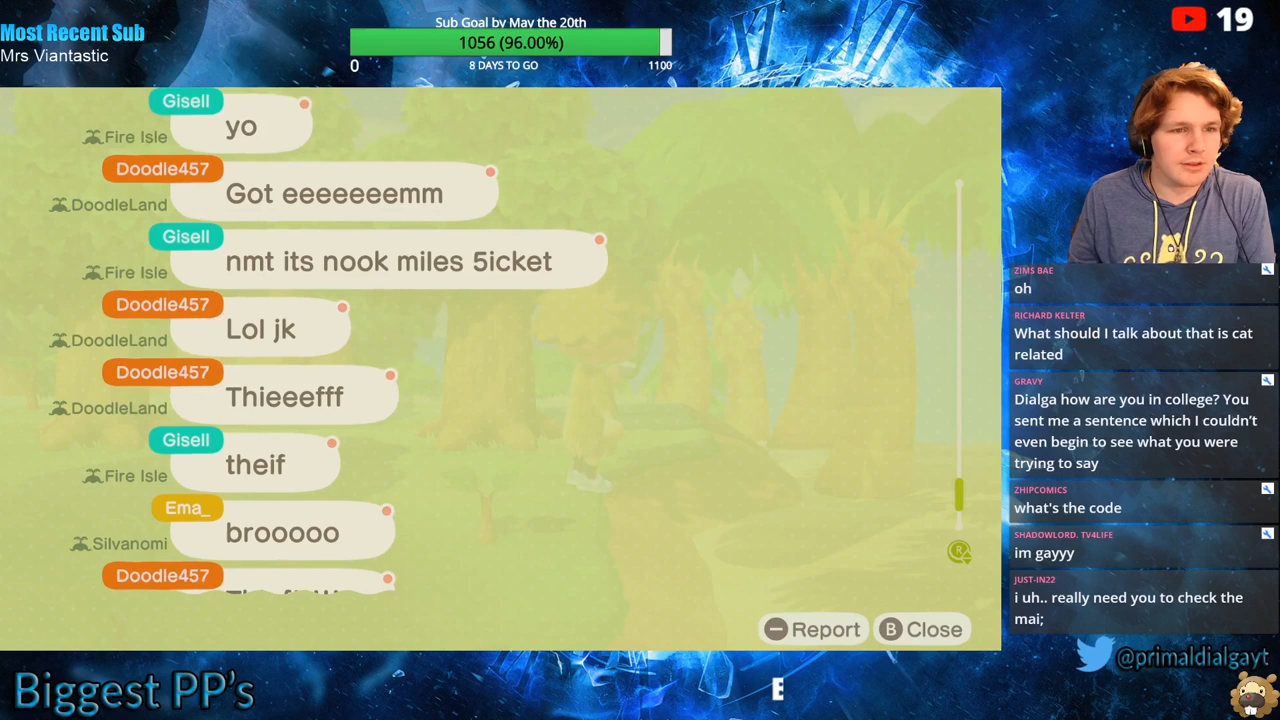 Most Recent Sub
Mrs Viantastic
Sub Goal by May the 20th
1056 (96.00%)
0
8 DAYS TO GO
1100
19
Gisell
yo
Fire Isle
Doodle457
Got eeeeeeemm
DoodleLand
Gisell
nmt its nook miles 5icket
Fire Isle
Doodle457
Lol jk
DoodleLand
Doodle457
Thieeefff
DoodleLand
Gisell
theif
Fire Isle
Ema_
brooooo
Silvanomi
Doodle457
R
Report
B Close
ZIMS BAE
oh
RICHARD KELTER
What should I talk about that is cat
related
GRAVY
Dialga how are you in college? You
sent me a sentence which I couldn't
even begin to see what you were
trying to say
ZHIPCOMICS
what's the code
SHADOWLORD. TV4LIFE
im gayyy
JUST-IN22
i uh.. really need you to check the
mai;
@primaldialgayt
Biggest PP's
E